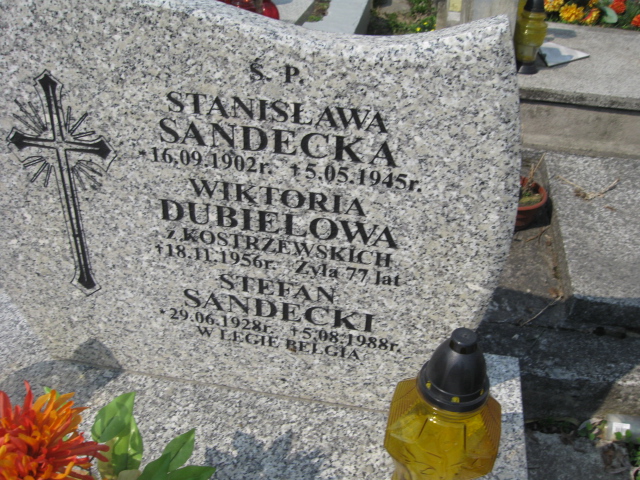 Ś. P.
STANISŁAWA
SANDECKA
*16.09.1902r. †5.05.1945r.
WIKTORIA
DUBIELOWA
z KOSTRZEWSKICH
†18.11.1956r. Żyła 77 lat
STEFAN
SANDECKI
*29.06.1928r. †5.08.1988r.
W LEGIE BELGIA